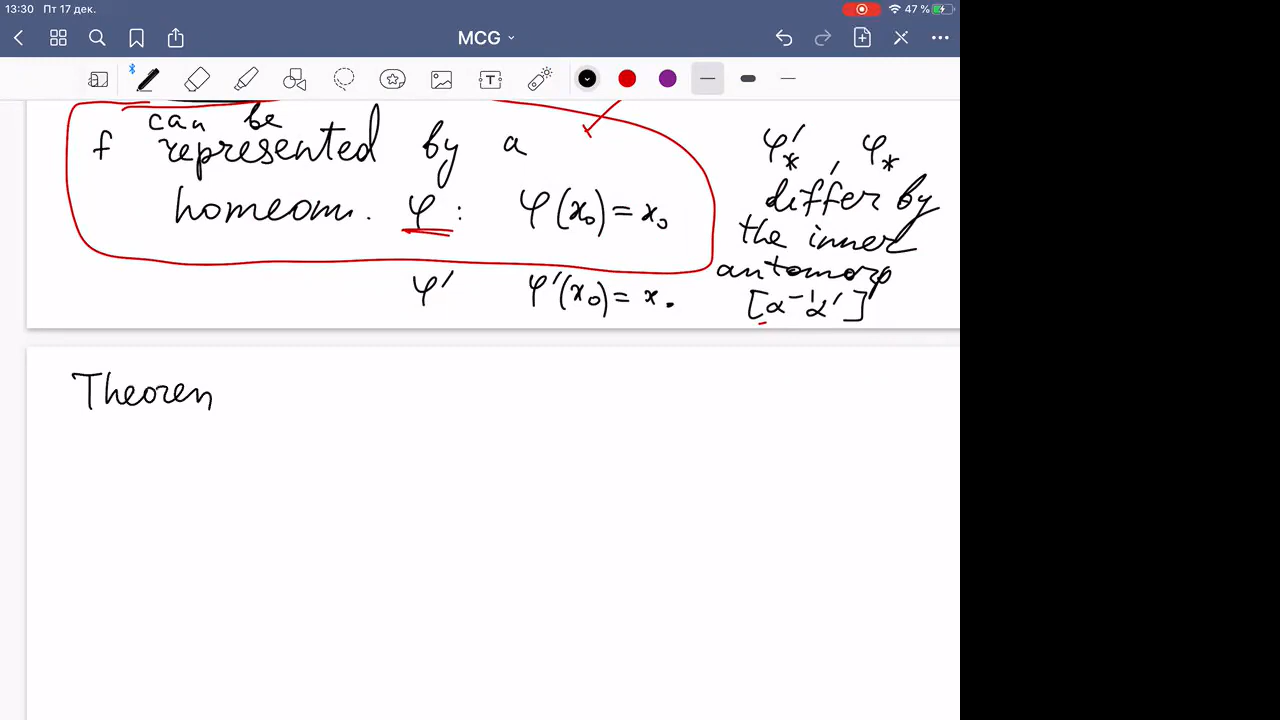 13:30 Пт 17 дек.
47 %
MCG
can be
f represented by a
homeom. φ : φ(x₀) = x₀
φ' φ'(x₀) = x.
φ'* , φ*
differ by
the inner
automorp
[α⁻¹α']
Theorem